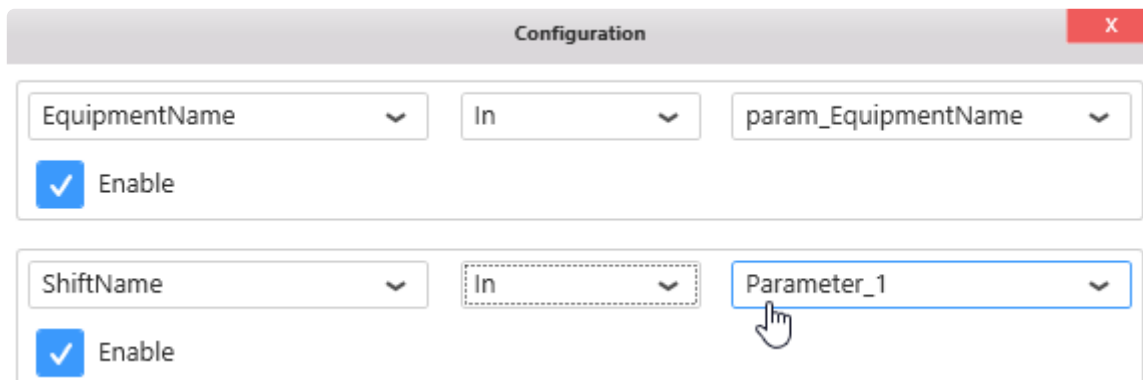 Configuration
X
EquipmentName In param_EquipmentName
Enable
ShiftName In Parameter_1
Enable